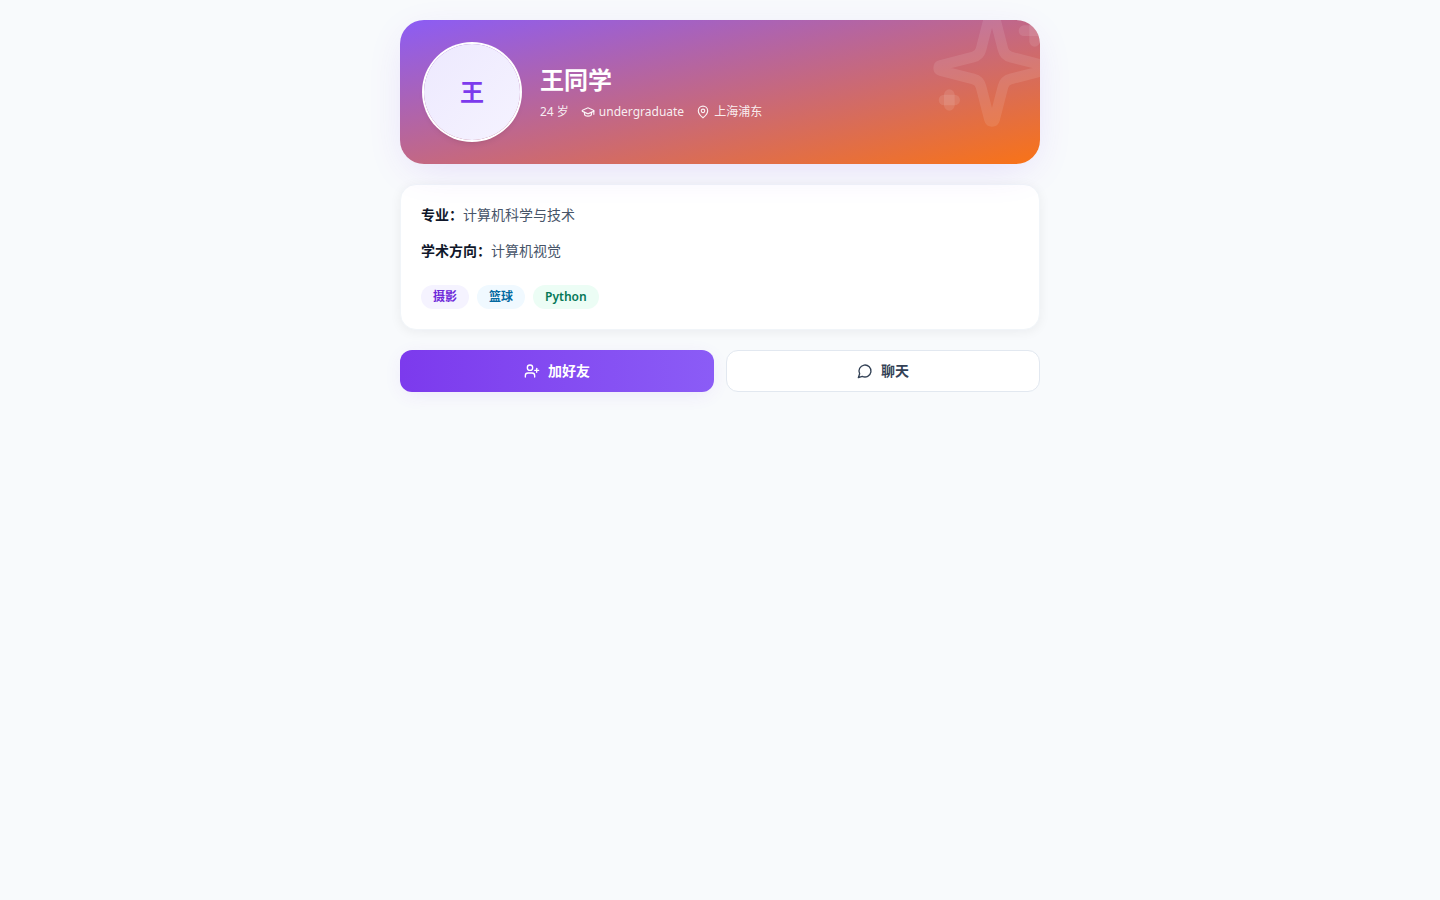 王
王同学
24 岁 undergraduate 上海浦东
专业：计算机科学与技术
学术方向：计算机视觉
摄影 篮球 Python
加好友 聊天